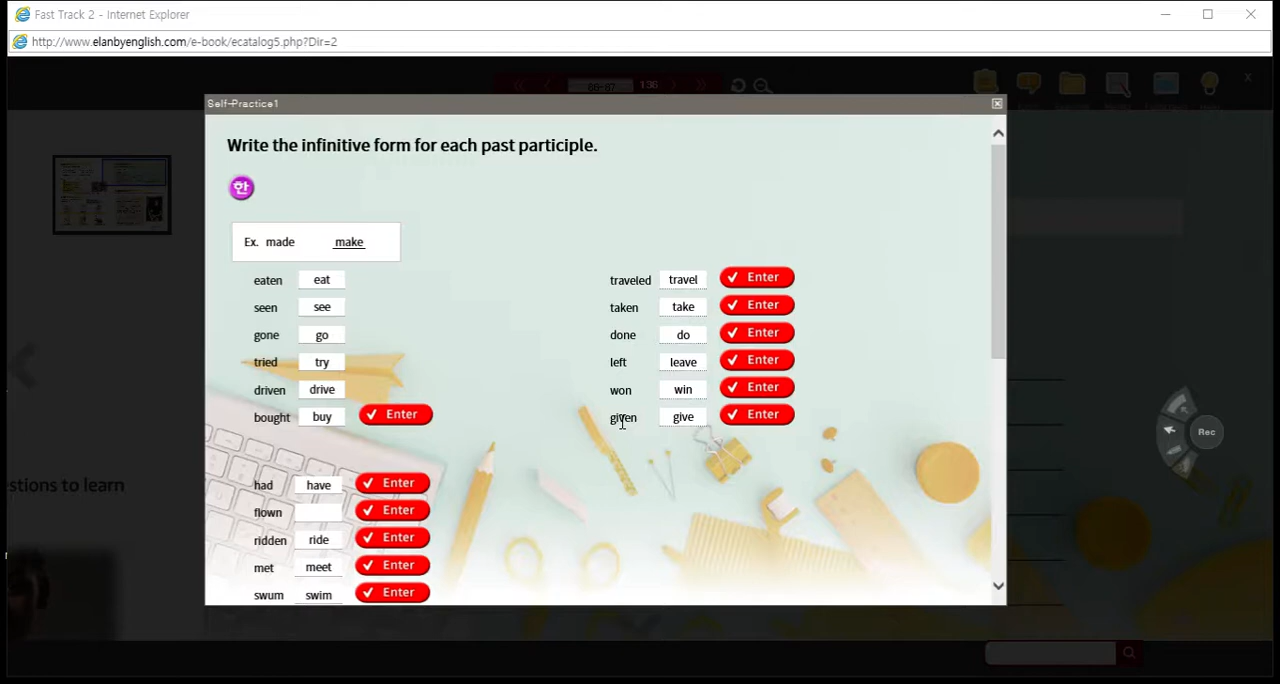 Fast Track 2 - Internet Explorer
http://www.elanbyenglish.com/e-book/ecatalog5.php?Dir=2
136
Self-Practice1
Write the infinitive form for each past participle.
한
Ex. made make
eaten eat
seen see
gone go
tried try
driven drive
bought buy Enter
traveled travel Enter
taken take Enter
done do Enter
left leave Enter
won win Enter
given give Enter
had have Enter
flown Enter
ridden ride Enter
met meet Enter
swum swim Enter
stions to learn
Rec